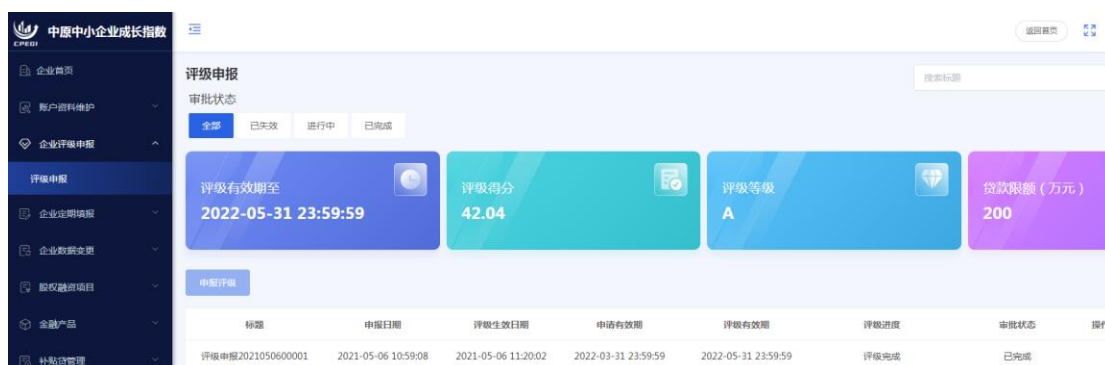 中原中小企业成长指数
CPEGI
返回首页
企业首页
账户资料维护
企业评级申报
评级申报
企业定期填报
企业数据变更
股权融资项目
金融产品
补贴贷管理
评级申报
搜索标题
审批状态
全部 已失效 进行中 已完成
评级有效期至 评级得分 评级等级 贷款限额（万元）
2022-05-31 23:59:59 42.04 A 200
申报评级
标题 申报日期 评级生效日期 申请有效期 评级有效期 评级进度 审批状态
评级申报2021050600001 2021-05-06 10:59:08 2021-05-06 11:20:02 2022-03-31 23:59:59 2022-05-31 23:59:59 评级完成 已完成